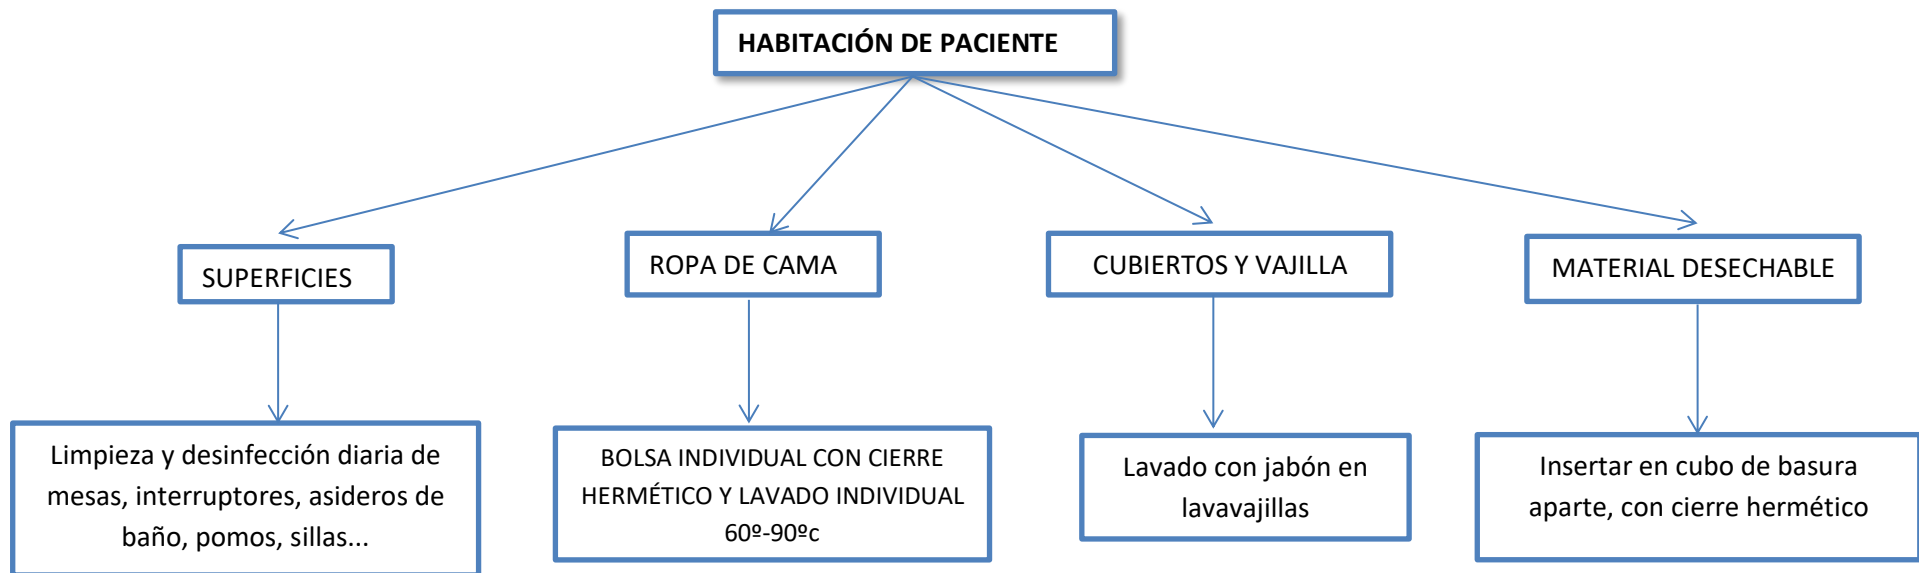 HABITACIÓN DE PACIENTE
SUPERFICIES
ROPA DE CAMA
CUBIERTOS Y VAJILLA
MATERIAL DESECHABLE
Limpieza y desinfección diaria de
mesas, interruptores, asideros de
baño, pomos, sillas...
BOLSA INDIVIDUAL CON CIERRE
HERMÉTICO Y LAVADO INDIVIDUAL
60º-90ºc
Lavado con jabón en
lavavajillas
Insertar en cubo de basura
aparte, con cierre hermético